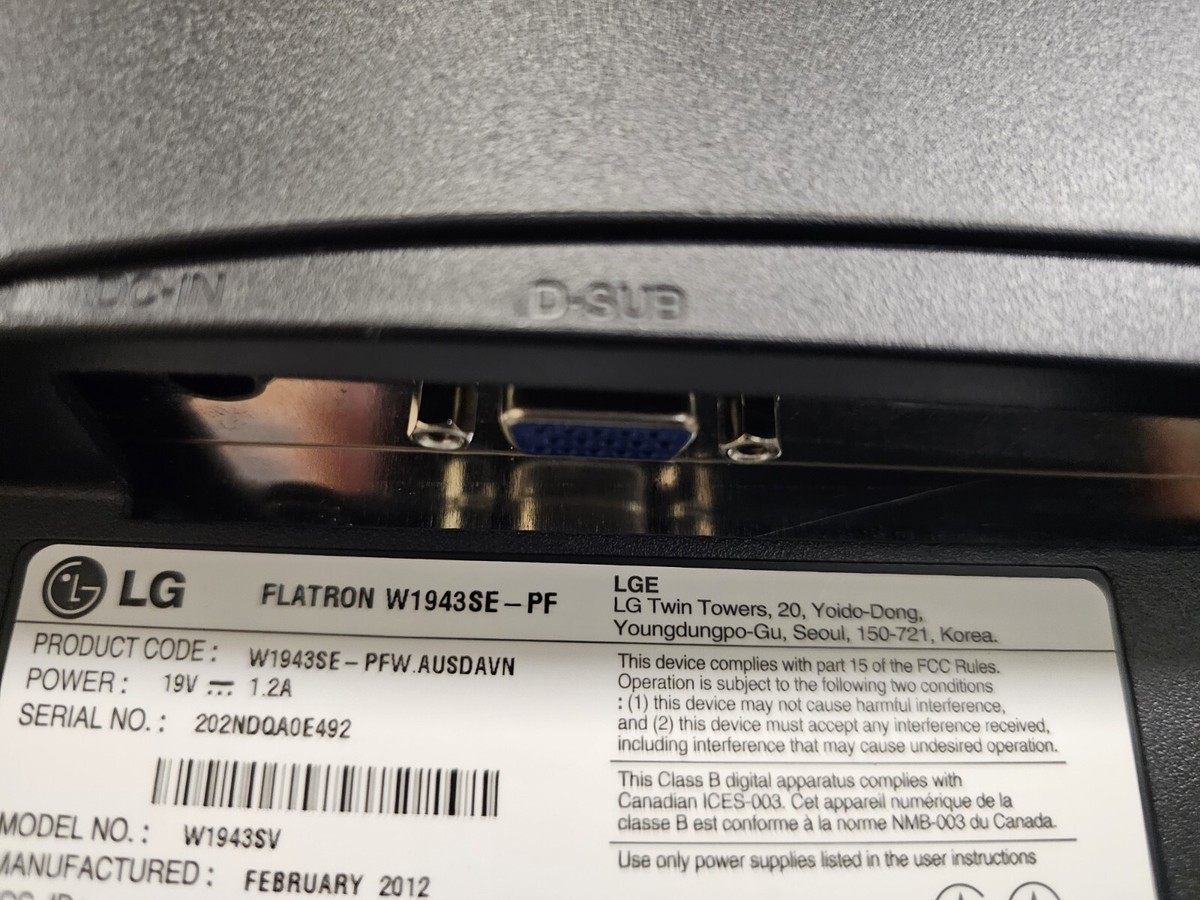 DC-IN
D-SUB
LG
FLATRON W1943SE-PF
PRODUCT CODE: W1943SE-PFW.AUSDAVN
POWER: 19V ⎓ 1.2A
SERIAL NO.: 202NDQA0E492
MODEL NO.: W1943SV
MANUFACTURED: FEBRUARY 2012
LGE
LG Twin Towers, 20, Yoido-Dong,
Youngdungpo-Gu, Seoul, 150-721, Korea.
This device complies with part 15 of the FCC Rules.
Operation is subject to the following two conditions
: (1) this device may not cause harmful interference,
and (2) this device must accept any interference received,
including interference that may cause undesired operation.
This Class B digital apparatus complies with
Canadian ICES-003. Cet appareil numérique de la
classe B est conforme à la norme NMB-003 du Canada.
Use only power supplies listed in the user instructions